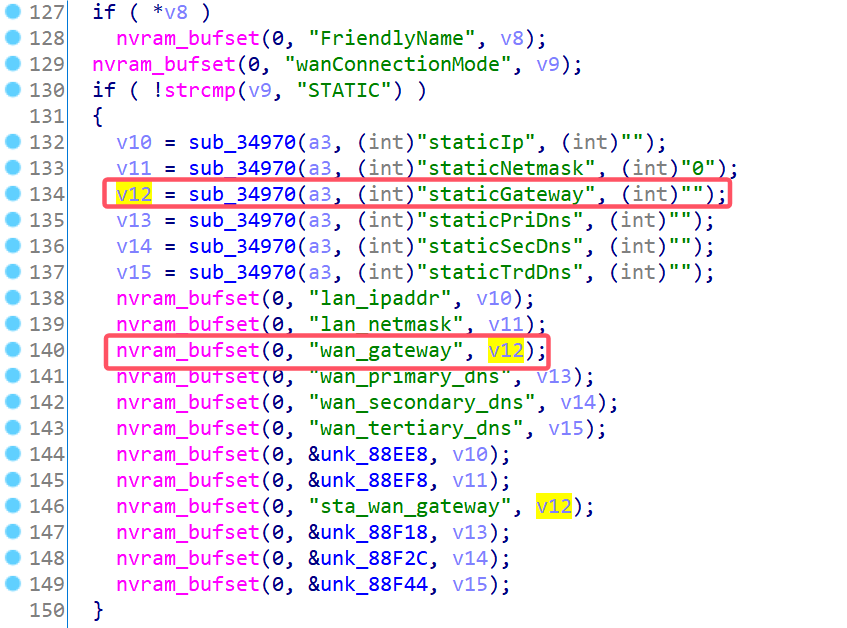 127 if ( *v8 )
128 nvram_bufset(0, "FriendlyName", v8);
129 nvram_bufset(0, "wanConnectionMode", v9);
130 if ( !strcmp(v9, "STATIC") )
131 {
132 v10 = sub_34970(a3, (int)"staticIp", (int)"");
133 v11 = sub_34970(a3, (int)"staticNetmask", (int)"0");
134 v12 = sub_34970(a3, (int)"staticGateway", (int)"");
135 v13 = sub_34970(a3, (int)"staticPriDns", (int)"");
136 v14 = sub_34970(a3, (int)"staticSecDns", (int)"");
137 v15 = sub_34970(a3, (int)"staticTrdDns", (int)"");
138 nvram_bufset(0, "lan_ipaddr", v10);
139 nvram_bufset(0, "lan_netmask", v11);
140 nvram_bufset(0, "wan_gateway", v12);
141 nvram_bufset(0, "wan_primary_dns", v13);
142 nvram_bufset(0, "wan_secondary_dns", v14);
143 nvram_bufset(0, "wan_tertiary_dns", v15);
144 nvram_bufset(0, &unk_88EE8, v10);
145 nvram_bufset(0, &unk_88EF8, v11);
146 nvram_bufset(0, "sta_wan_gateway", v12);
147 nvram_bufset(0, &unk_88F18, v13);
148 nvram_bufset(0, &unk_88F2C, v14);
149 nvram_bufset(0, &unk_88F44, v15);
150 }